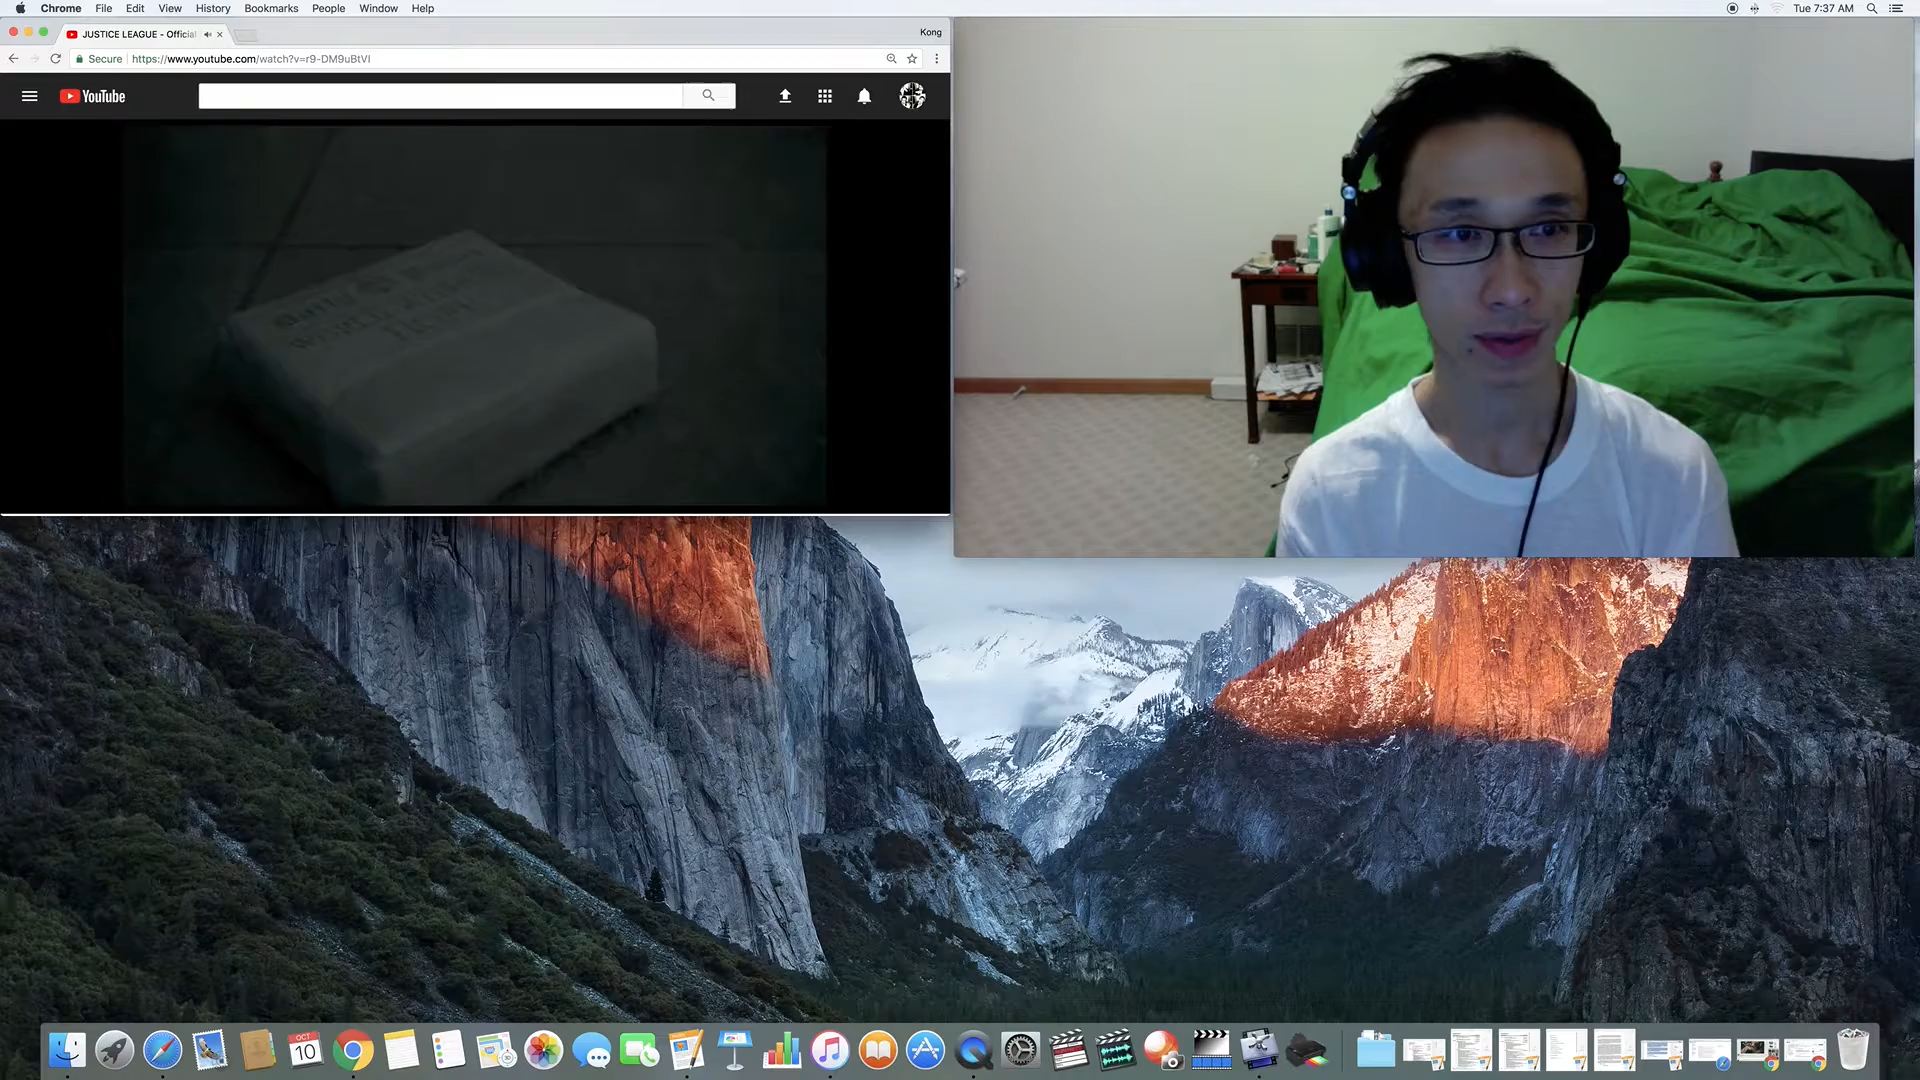 Chrome File Edit View History Bookmarks People Window Help
Tue 7:37 AM
JUSTICE LEAGUE - Official
Kong
Secure https://www.youtube.com/watch?v=r9-DM9uBtVI
YouTube
OCT
10